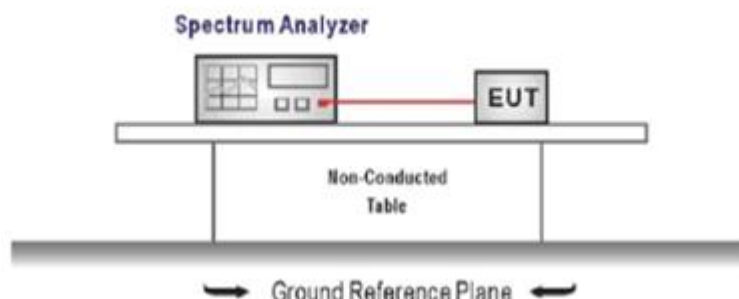 Spectrum Analyzer
EUT
Non-Conducted
Table
Ground Reference Plane